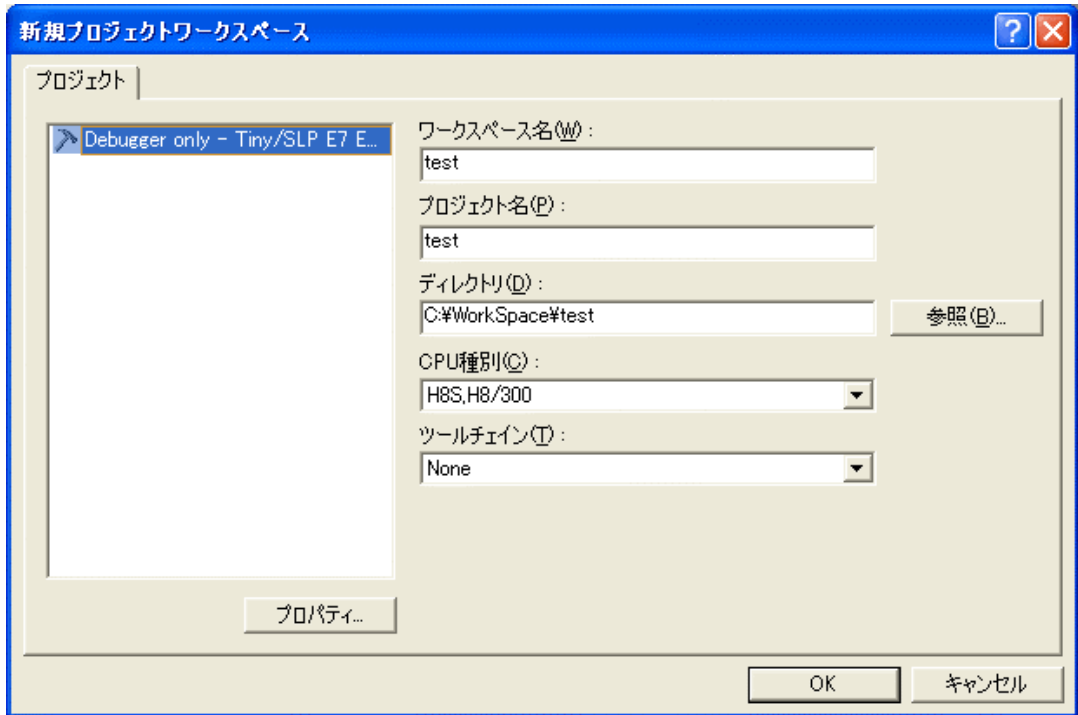 新規プロジェクトワークスペース
プロジェクト
Debugger only - Tiny/SLP E7 E...
ワークスペース名(W) :
test
プロジェクト名(P) :
test
ディレクトリ(D) :
C:¥WorkSpace¥test
参照(B)...
CPU種別(C) :
H8S,H8/300
ツールチェイン(T) :
None
プロパティ...
OK
キャンセル